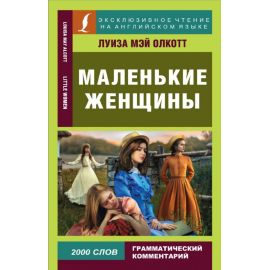 ЭКСКЛЮЗИВНОЕ ЧТЕНИЕ
НА АНГЛИЙСКОМ ЯЗЫКЕ
ЛУИЗА МЭЙ ОЛКОТТ
МАЛЕНЬКИЕ
ЖЕНЩИНЫ
2000 СЛОВ
ГРАММАТИЧЕСКИЙ
КОММЕНТАРИЙ
LOUISA MAY ALCOTT
LITTLE WOMEN